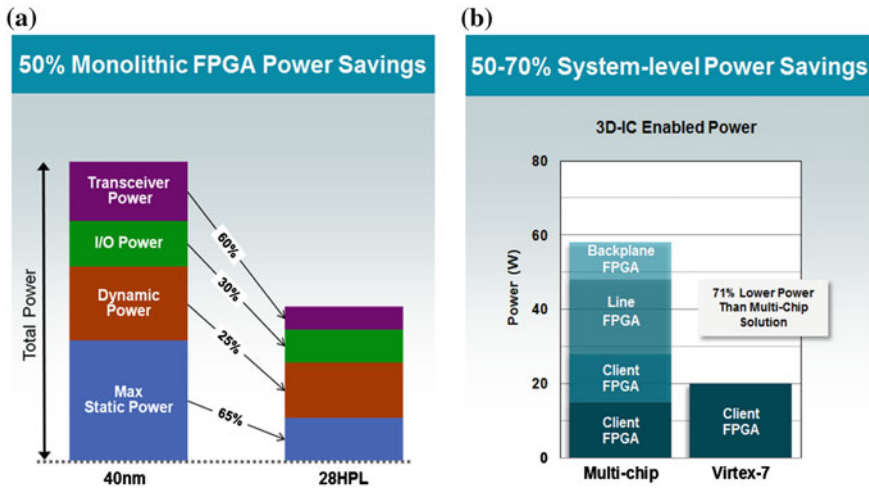 (a)
50% Monolithic FPGA Power Savings
Total Power
Transceiver
Power
I/O Power
Dynamic
Power
Max
Static Power
60%
30%
25%
65%
40nm
28HPL
(b)
50-70% System-level Power Savings
3D-IC Enabled Power
Power (W)
80
60
40
20
0
Backplane
FPGA
Line
FPGA
Client
FPGA
Client
FPGA
71% Lower Power
Than Multi-Chip
Solution
Client
FPGA
Multi-chip
Virtex-7